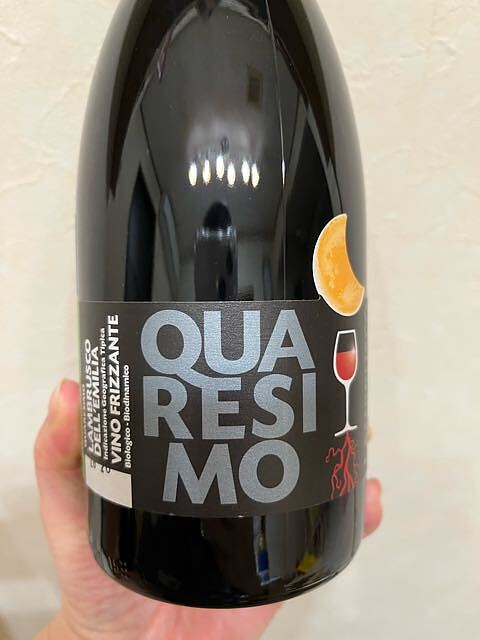 QUA
RESI
MO
LAMBRUSCO
DELL'EMILIA
Indicazione Geografica Tipica
VINO FRIZZANTE
Biologico - Biodinamico